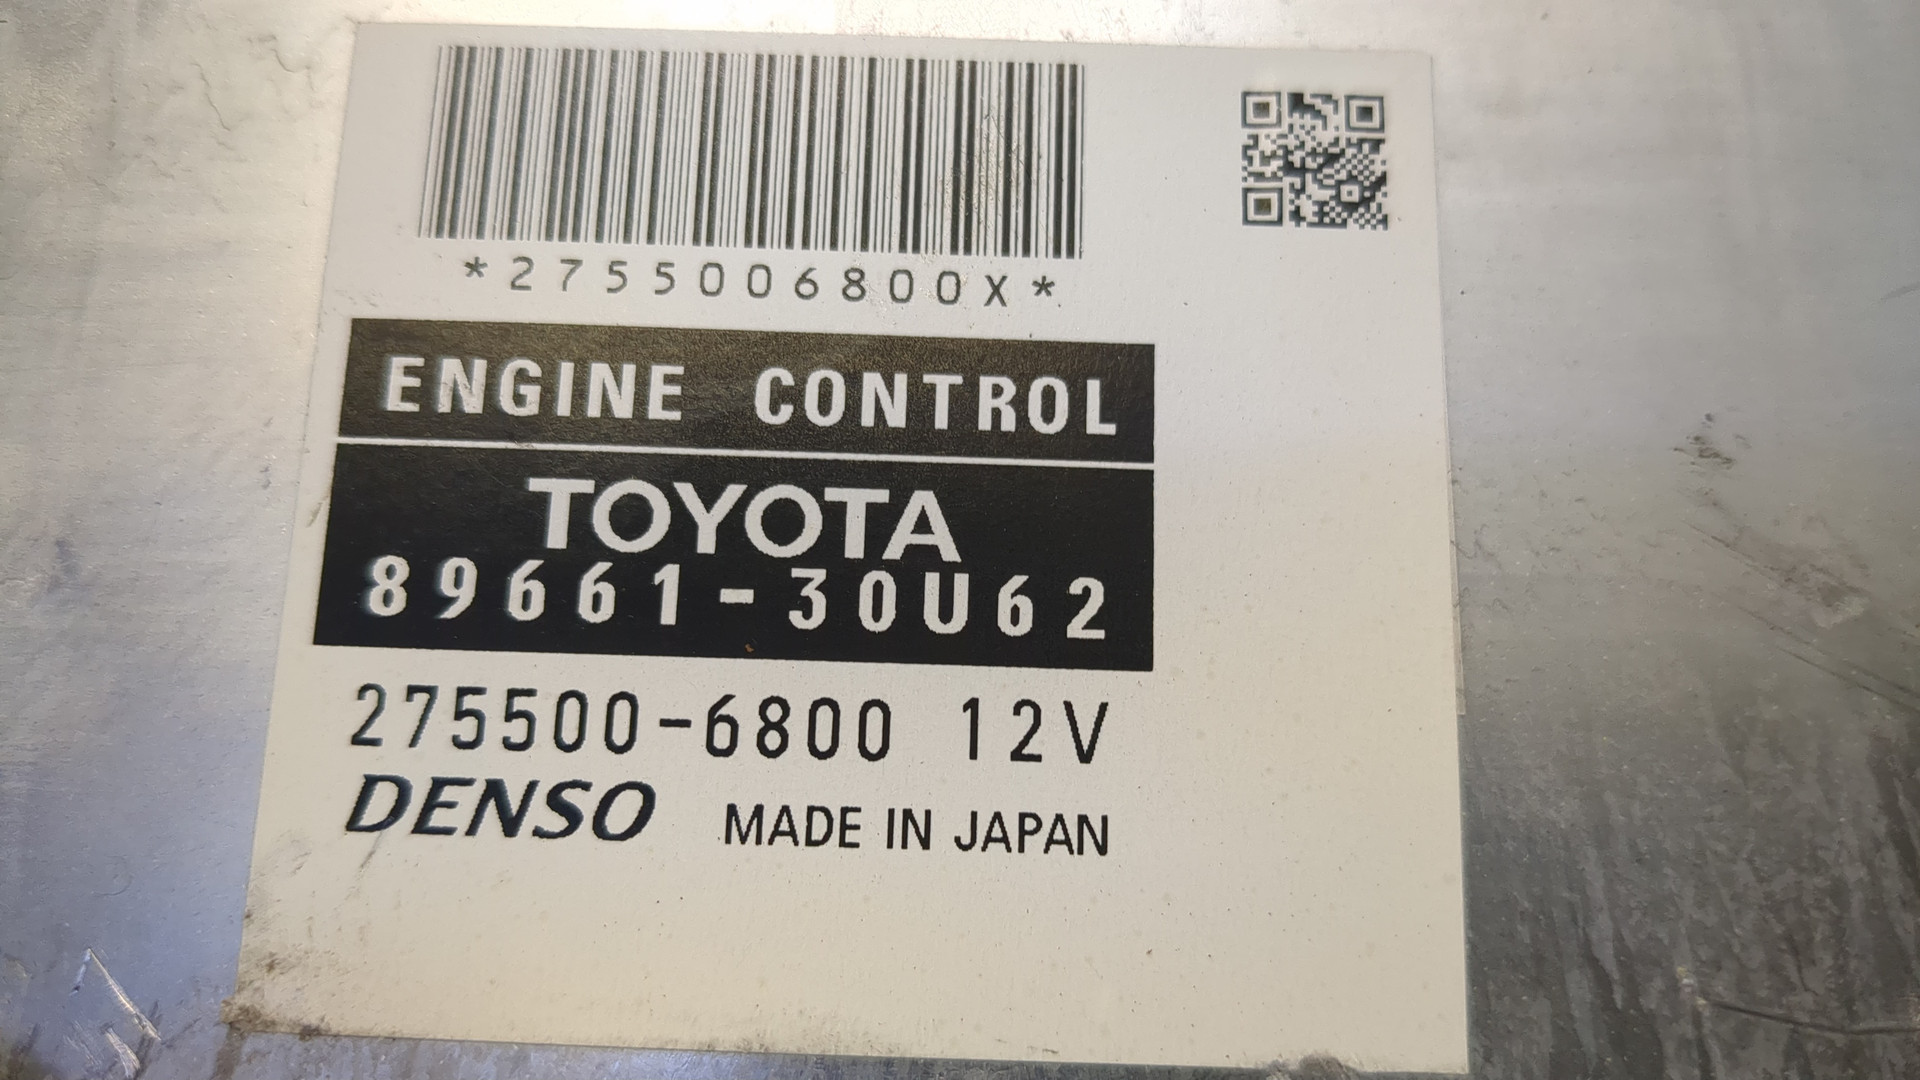 *2755006800X*
ENGINE CONTROL
TOYOTA
89661-30U62
275500-6800 12V
DENSO MADE IN JAPAN